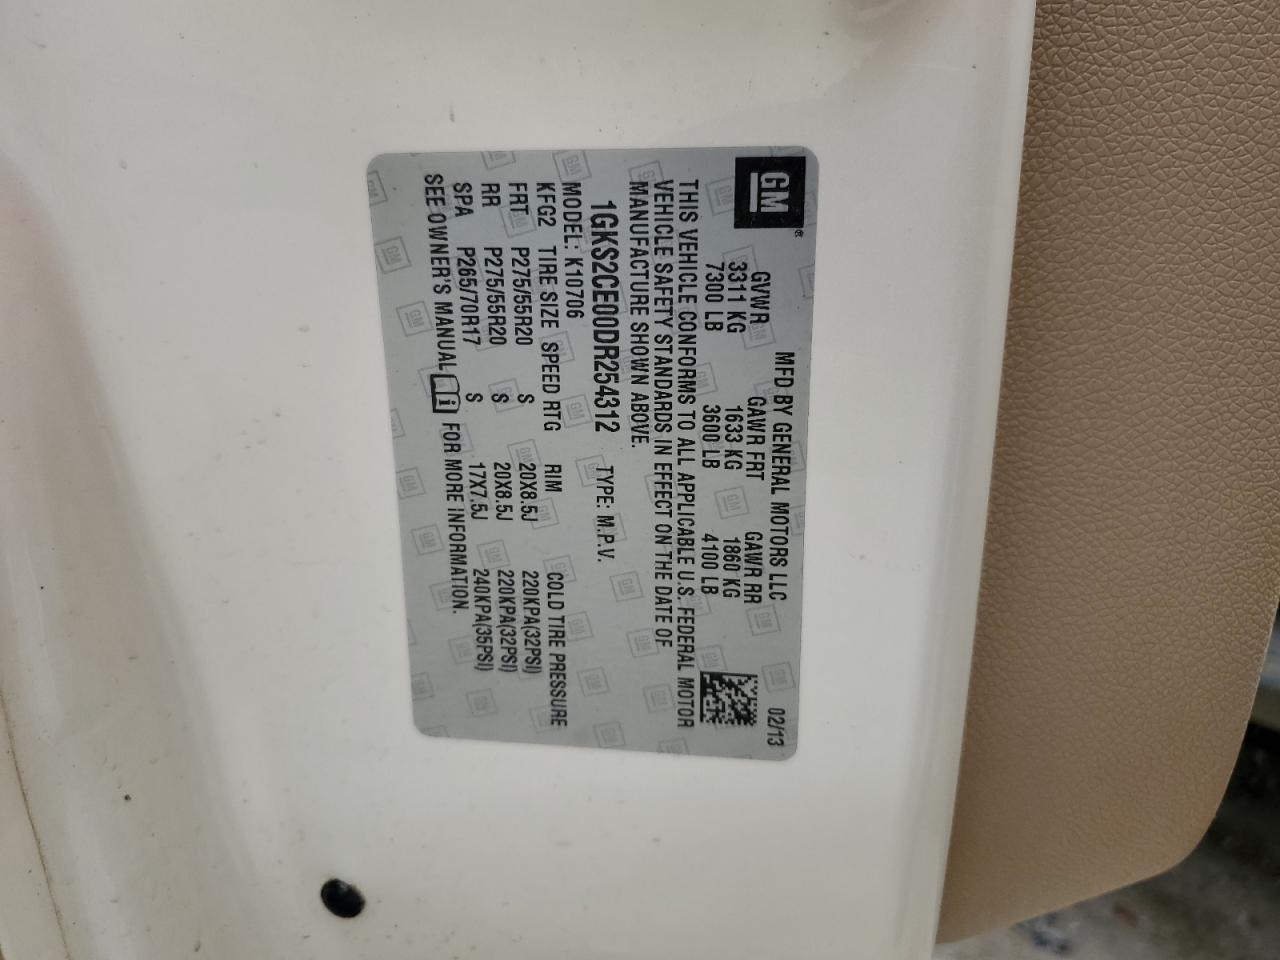 GM®
MFD BY GENERAL MOTORS LLC 02/13
GVWR GAWR FRT GAWR RR
3311 KG 1633 KG 1860 KG
7300 LB 3600 LB 4100 LB
THIS VEHICLE CONFORMS TO ALL APPLICABLE U.S. FEDERAL MOTOR
VEHICLE SAFETY STANDARDS IN EFFECT ON THE DATE OF
MANUFACTURE SHOWN ABOVE.
1GKS2CE00DR254312 TYPE: M.P.V.
MODEL: K10706
KFG2 TIRE SIZE SPEED RTG RIM COLD TIRE PRESSURE
FRT P275/55R20 S 20X8.5J 220KPA(32PSI)
RR P275/55R20 S 20X8.5J 220KPA(32PSI)
SPA P265/70R17 S 17X7.5J 240KPA(35PSI)
SEE OWNER'S MANUAL i FOR MORE INFORMATION.